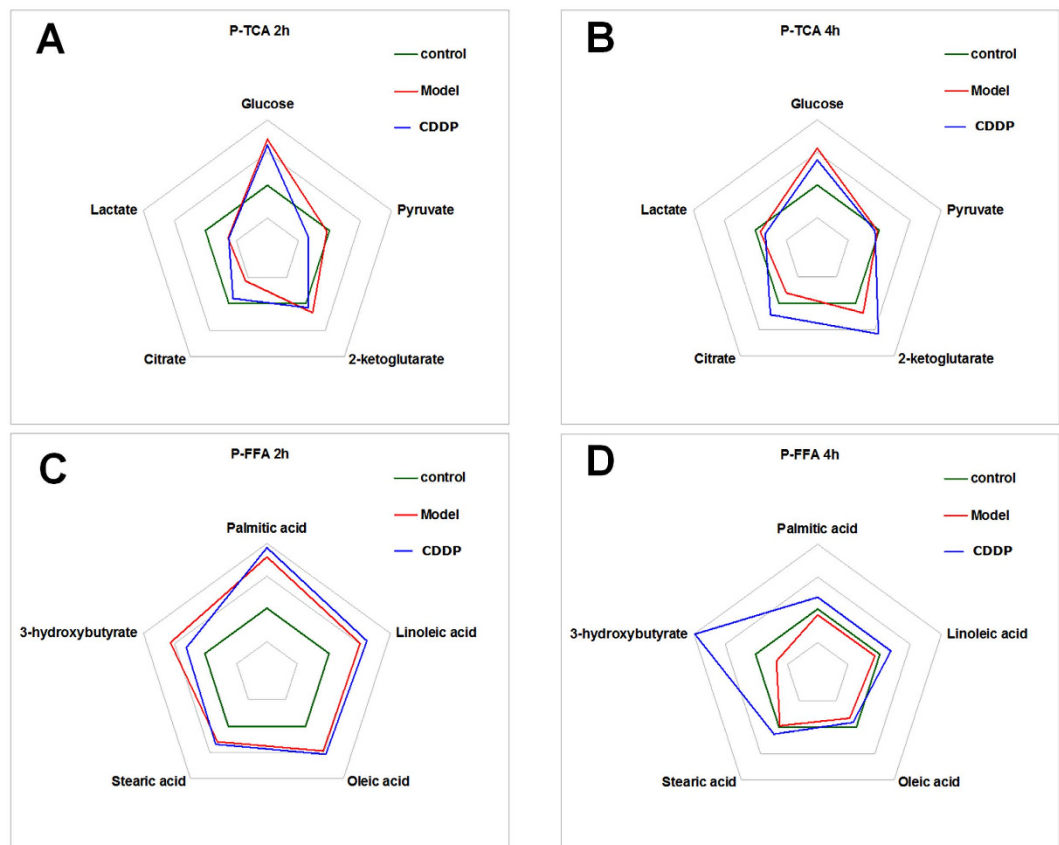 A
P-TCA 2h
control
Model
CDDP
Glucose
Lactate
Pyruvate
Citrate
2-ketoglutarate
B
P-TCA 4h
control
Model
CDDP
Glucose
Lactate
Pyruvate
Citrate
2-ketoglutarate
C
P-FFA 2h
control
Model
CDDP
Palmitic acid
3-hydroxybutyrate
Linoleic acid
Stearic acid
Oleic acid
D
P-FFA 4h
control
Model
CDDP
Palmitic acid
3-hydroxybutyrate
Linoleic acid
Stearic acid
Oleic acid